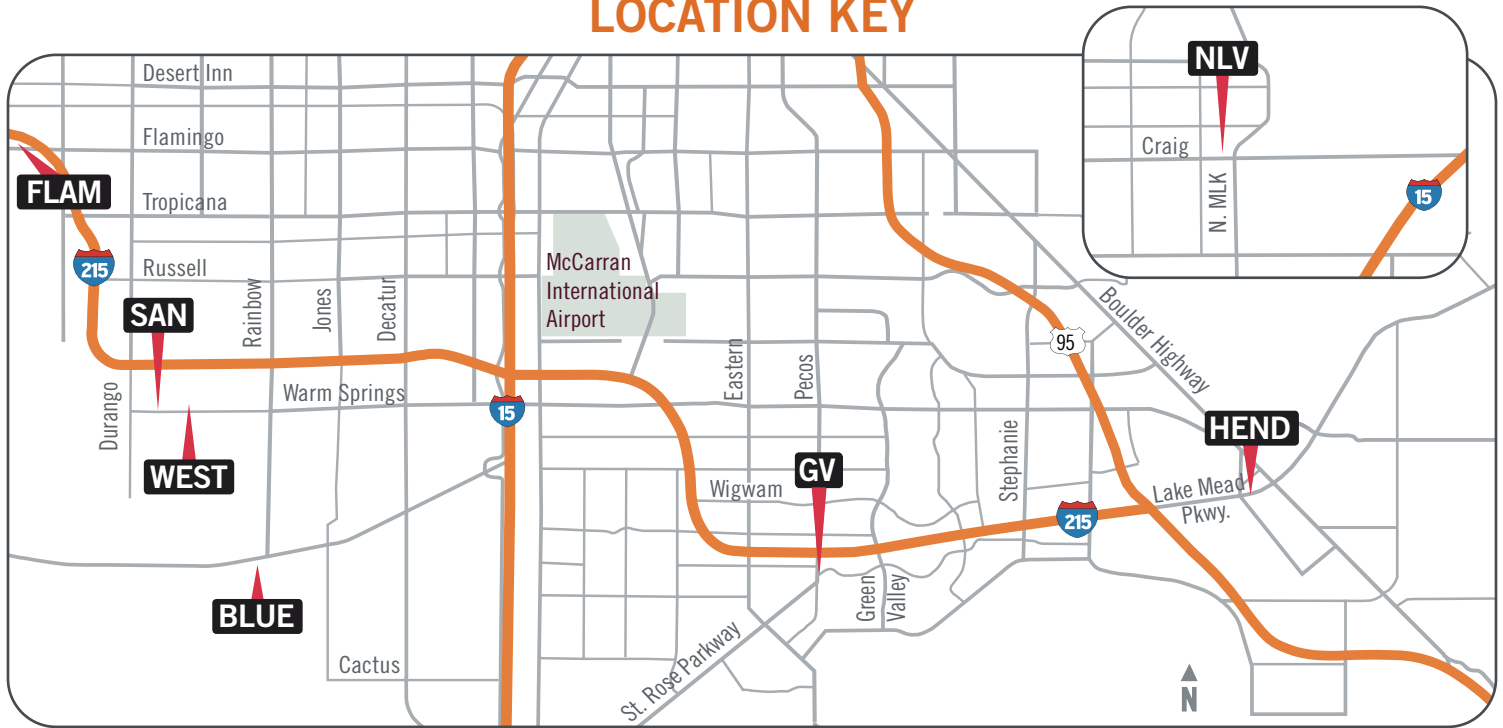 LOCATION KEY
NLV
Desert Inn
Flamingo
Craig
FLAM
Tropicana
N. MLK
15
215
Russell
McCarran
International
Airport
SAN
Rainbow
Jones
Decatur
Boulder Highway
95
Eastern
Pecos
Durango
Warm Springs
15
HEND
WEST
GV
Stephanie
Wigwam
Lake Mead
Pkwy.
215
BLUE
Green
Valley
St. Rose Parkway
Cactus
N